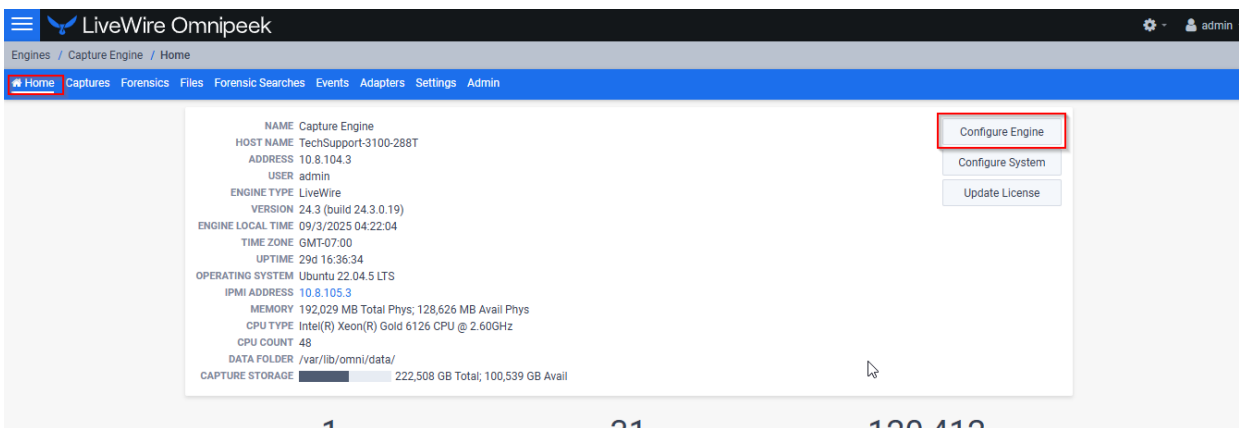 LiveWire Omnipeek
admin
Engines / Capture Engine / Home
Home Captures Forensics Files Forensic Searches Events Adapters Settings Admin
NAME Capture Engine
Configure Engine
HOST NAME TechSupport-3100-288T
ADDRESS 10.8.104.3
Configure System
USER admin
ENGINE TYPE LiveWire
Update License
VERSION 24.3 (build 24.3.0.19)
ENGINE LOCAL TIME 09/3/2025 04:22:04
TIME ZONE GMT-07:00
UPTIME 29d 16:36:34
OPERATING SYSTEM Ubuntu 22.04.5 LTS
IPMI ADDRESS 10.8.105.3
MEMORY 192,029 MB Total Phys; 128,626 MB Avail Phys
CPU TYPE Intel(R) Xeon(R) Gold 6126 CPU @ 2.60GHz
CPU COUNT 48
DATA FOLDER /var/lib/omni/data/
CAPTURE STORAGE 222,508 GB Total; 100,539 GB Avail